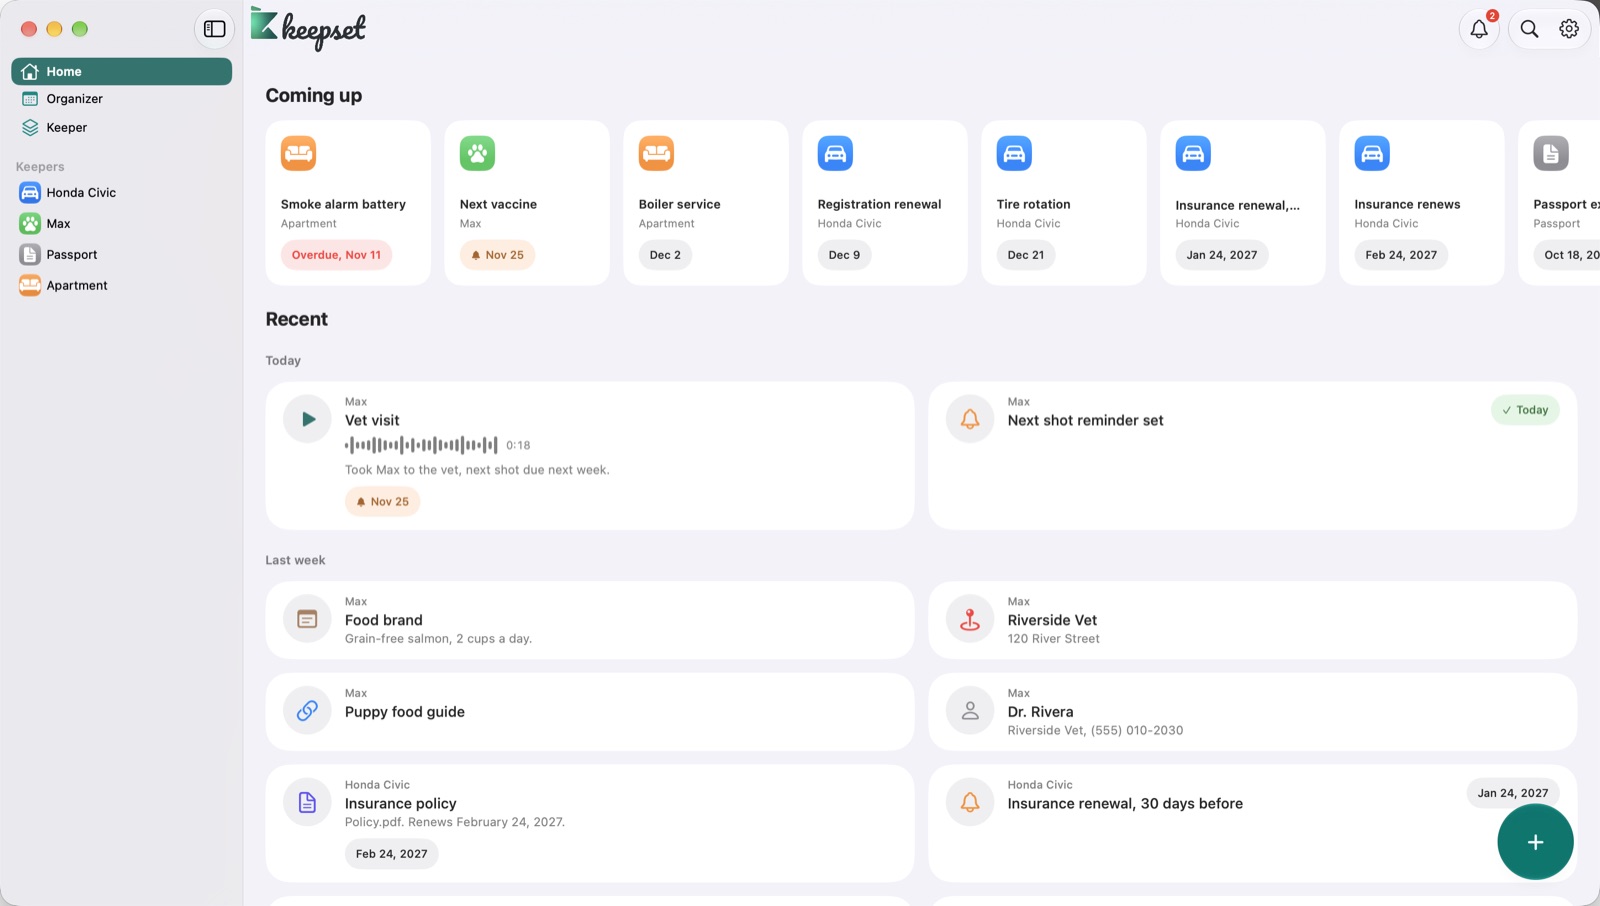 keepset
2
Home
Organizer
Keeper
Keepers
Honda Civic
Max
Passport
Apartment
Coming up
Smoke alarm battery
Apartment
Overdue, Nov 11
Next vaccine
Max
Nov 25
Boiler service
Apartment
Dec 2
Registration renewal
Honda Civic
Dec 9
Tire rotation
Honda Civic
Dec 21
Insurance renewal,...
Honda Civic
Jan 24, 2027
Insurance renews
Honda Civic
Feb 24, 2027
Passport ex
Passport
Oct 18, 20
Recent
Today
Max
Vet visit
0:18
Took Max to the vet, next shot due next week.
Nov 25
Max
Next shot reminder set
Today
Last week
Max
Food brand
Grain-free salmon, 2 cups a day.
Max
Riverside Vet
120 River Street
Max
Puppy food guide
Max
Dr. Rivera
Riverside Vet, (555) 010-2030
Honda Civic
Insurance policy
Policy.pdf. Renews February 24, 2027.
Feb 24, 2027
Honda Civic
Insurance renewal, 30 days before
Jan 24, 2027